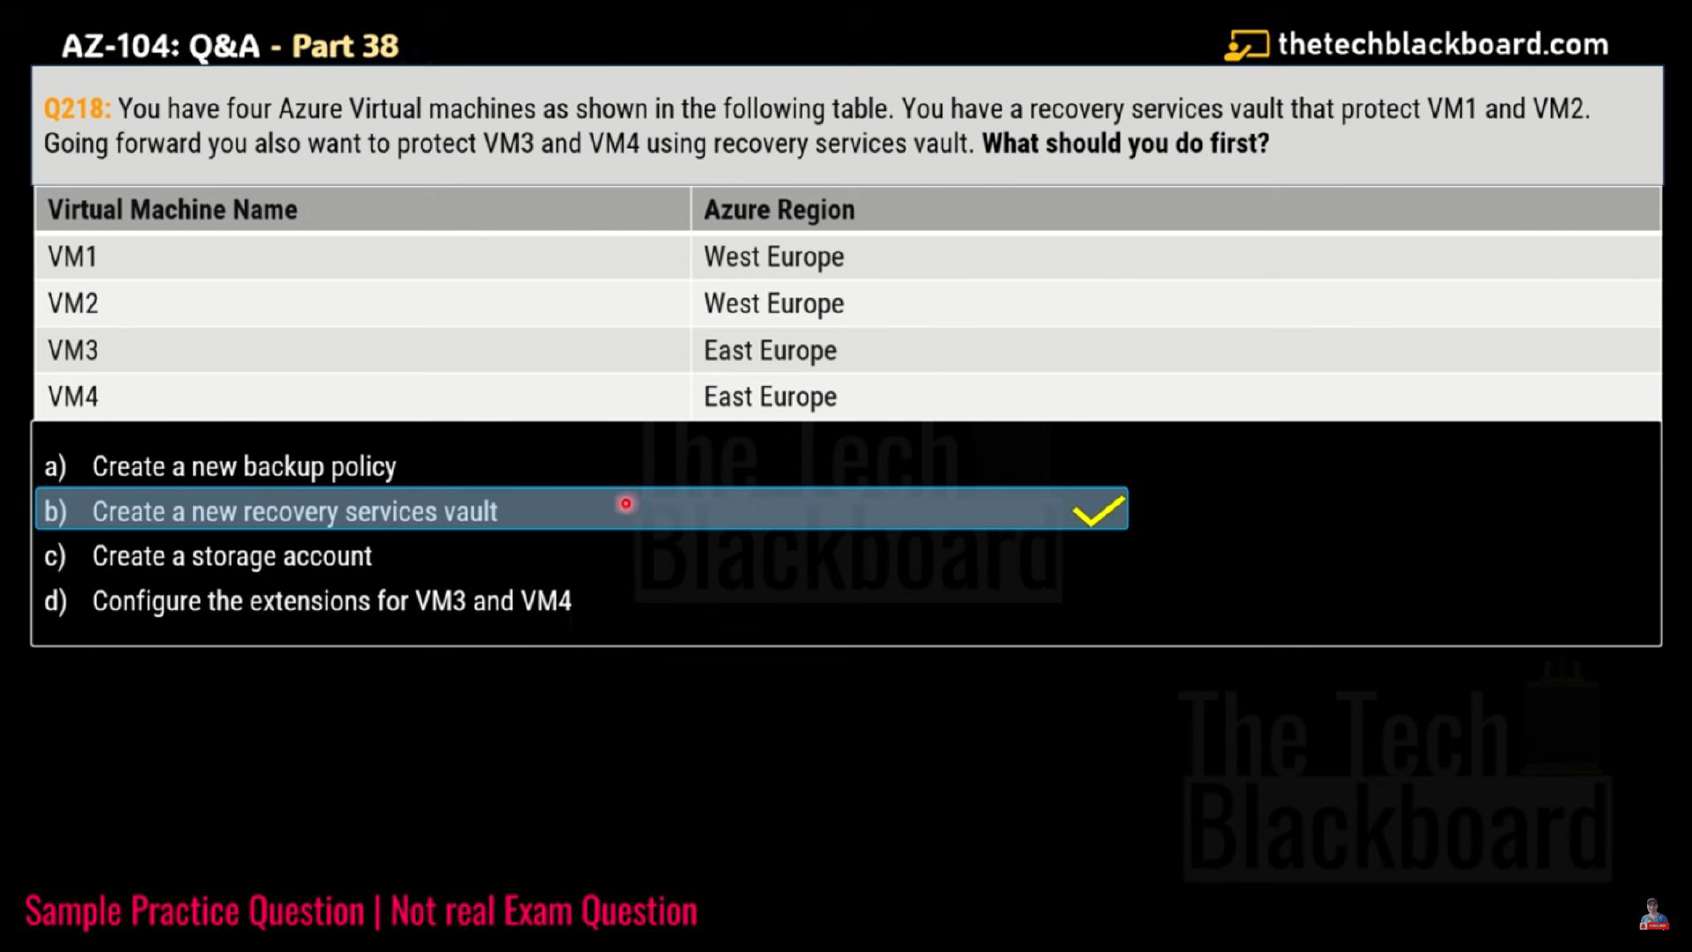 AZ-104: Q&A - Part 38
thetechblackboard.com
Q218: You have four Azure Virtual machines as shown in the following table. You have a recovery services vault that protect VM1 and VM2.
Going forward you also want to protect VM3 and VM4 using recovery services vault. What should you do first?
Virtual Machine Name Azure Region
VM1 West Europe
VM2 West Europe
VM3 East Europe
VM4 East Europe
a) Create a new backup policy
b) Create a new recovery services vault
c) Create a storage account
d) Configure the extensions for VM3 and VM4
The Tech
Blackboard
The Tech
Blackboard
Sample Practice Question | Not real Exam Question